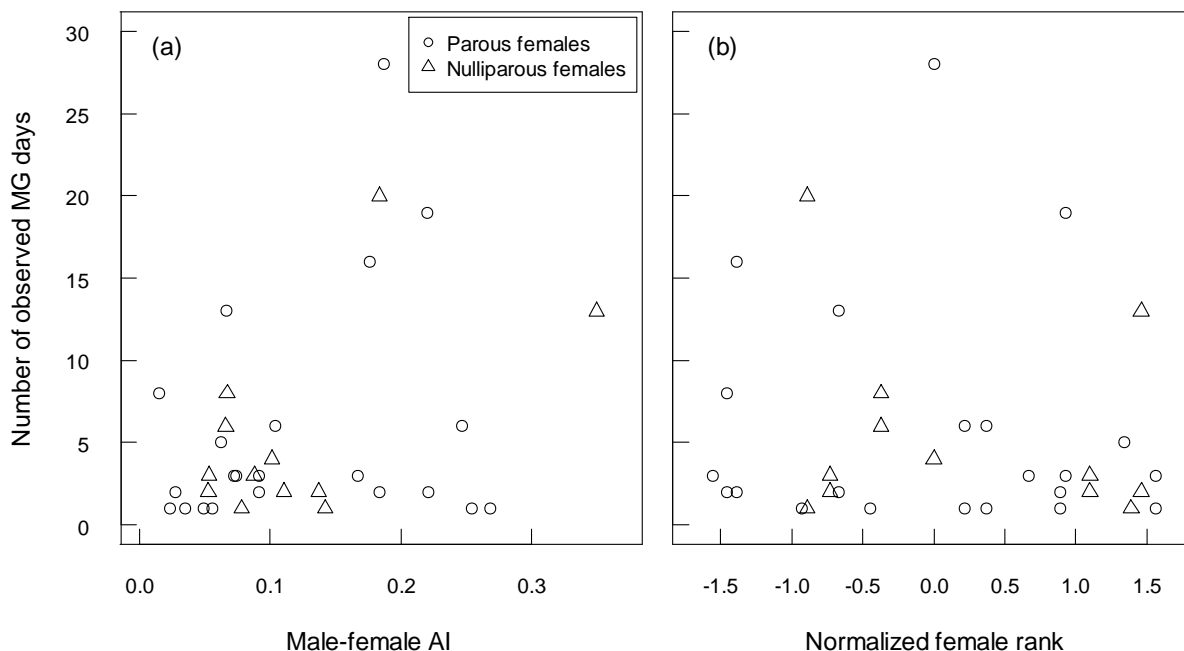 (a)
Parous females
Nulliparous females
(b)
Number of observed MG days
30
25
20
15
10
5
0
0.0 0.1 0.2 0.3
-1.5 -1.0 -0.5 0.0 0.5 1.0 1.5
Male-female AI
Normalized female rank